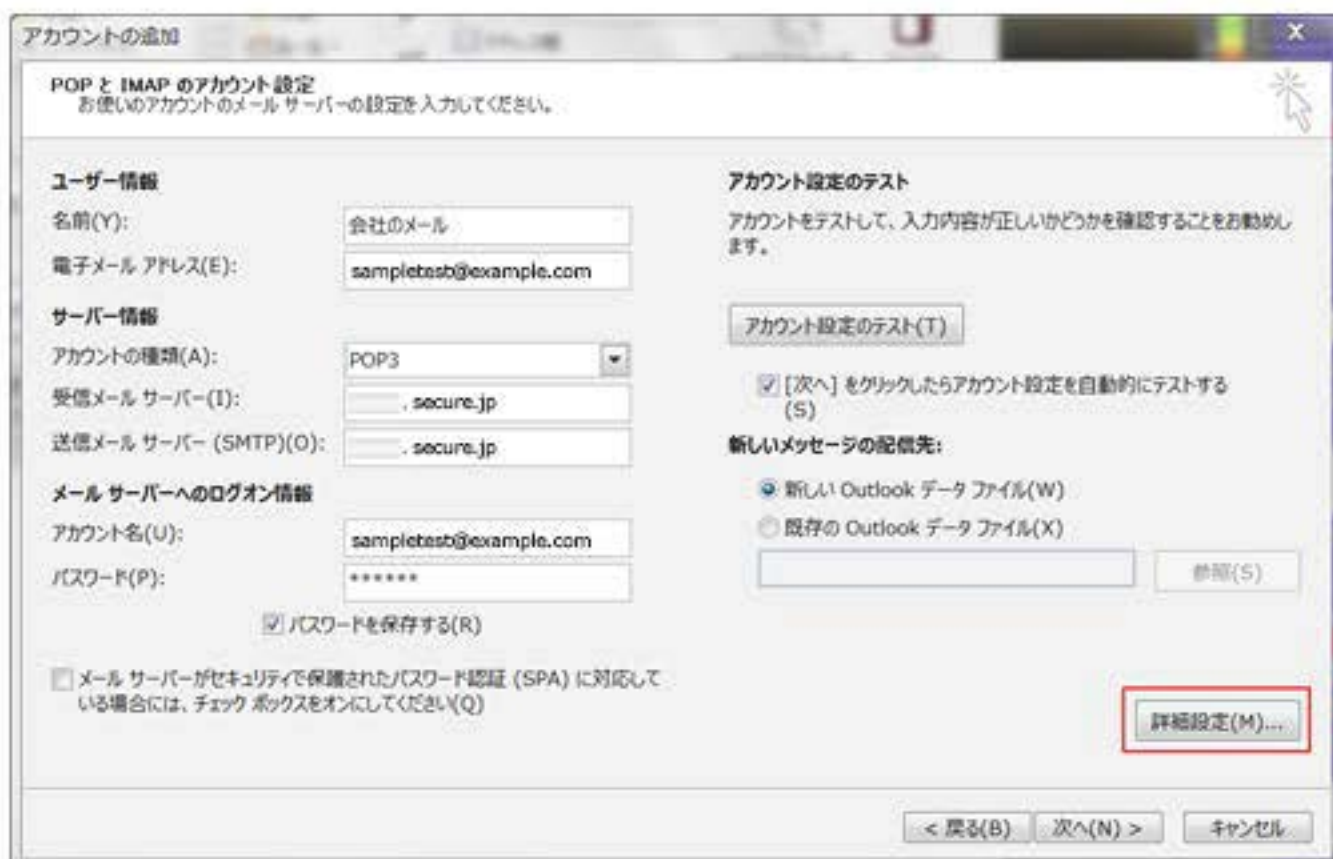 アカウントの追加
POP と IMAP のアカウント設定
お使いのアカウントのメール サーバーの設定を入力してください。
ユーザー情報
名前(Y):
会社のメール
電子メール アドレス(E):
sampletest@example.com
サーバー情報
アカウントの種類(A):
POP3
受信メール サーバー(I):
. secure.jp
送信メール サーバー (SMTP)(O):
. secure.jp
メール サーバーへのログオン情報
アカウント名(U):
sampletest@example.com
パスワード(P):
******
パスワードを保存する(R)
メール サーバーがセキュリティで保護されたパスワード認証 (SPA) に対応して
いる場合には、チェック ボックスをオンにしてください(Q)
アカウント設定のテスト
アカウントをテストして、入力内容が正しいかどうかを確認することをお勧めし
ます。
アカウント設定のテスト(T)
[次へ] をクリックしたらアカウント設定を自動的にテストする
(S)
新しいメッセージの配信先:
新しい Outlook データ ファイル(W)
既存の Outlook データ ファイル(X)
参照(S)
詳細設定(M)...
< 戻る(B)
次へ(N) >
キャンセル